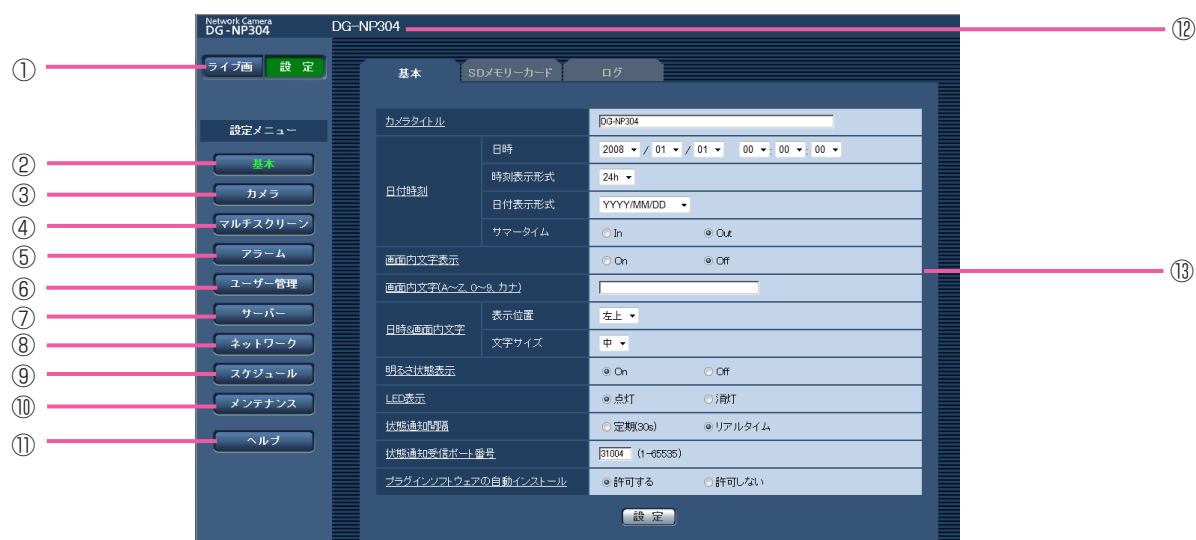 Network Camera
DG-NP304
DG-NP304
⑫
① ライブ画 設 定
基本 SDメモリーカード ログ
設定メニュー
② 基本
③ カメラ
④ マルチスクリーン
⑤ アラーム
⑥ ユーザー管理
⑦ サーバー
⑧ ネットワーク
⑨ スケジュール
⑩ メンテナンス
⑪ ヘルプ
カメラタイトル DG-NP304
日付時刻
日時 2008 / 01 / 01 00 : 00 : 00
時刻表示形式 24h
日付表示形式 YYYY/MM/DD
サマータイム In Out
画面内文字表示 On Off
⑬
画面内文字(A~Z、0~9、カナ)
日時&画面内文字
表示位置 左上
文字サイズ 中
明るさ状態表示 On Off
LED表示 点灯 消灯
状態通知間隔 定期(30s) リアルタイム
状態通知受信ポート番号 31004 (1-65535)
プラグインソフトウェアの自動インストール 許可する 許可しない
設 定